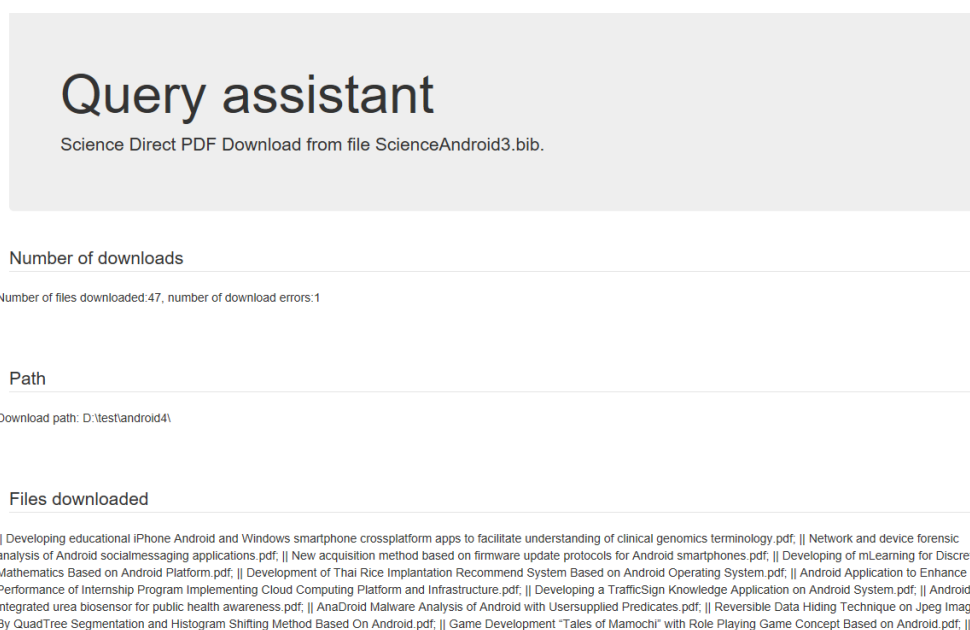 Query assistant
Science Direct PDF Download from file ScienceAndroid3.bib.
Number of downloads
Number of files downloaded:47, number of download errors:1
Path
Download path: D:\test\android4\
Files downloaded
|| Developing educational iPhone Android and Windows smartphone crossplatform apps to facilitate understanding of clinical genomics terminology.pdf; || Network and device forensic
analysis of Android socialmessaging applications.pdf; || New acquisition method based on firmware update protocols for Android smartphones.pdf; || Developing of mLearning for Discret
Mathematics Based on Android Platform.pdf; || Development of Thai Rice Implantation Recommend System Based on Android Operating System.pdf; || Android Application to Enhance
Performance of Internship Program Implementing Cloud Computing Platform and Infrastructure.pdf; || Developing a TrafficSign Knowledge Application on Android System.pdf; || Android
integrated urea biosensor for public health awareness.pdf; || AnaDroid Malware Analysis of Android with Usersupplied Predicates.pdf; || Reversible Data Hiding Technique on Jpeg Imag
By QuadTree Segmentation and Histogram Shifting Method Based On Android.pdf; || Game Development “Tales of Mamochi” with Role Playing Game Concept Based on Android.pdf; ||